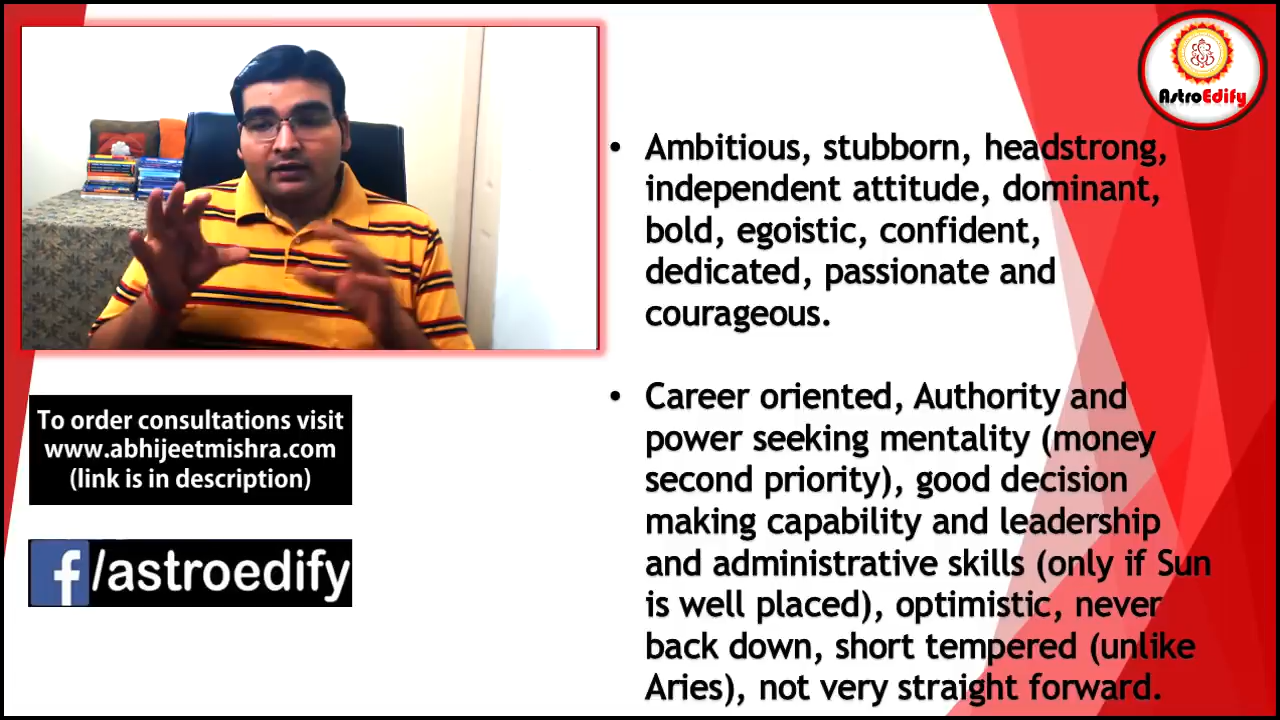 AstroEdify
• Ambitious, stubborn, headstrong,
independent attitude, dominant,
bold, egoistic, confident,
dedicated, passionate and
courageous.
• Career oriented, Authority and
power seeking mentality (money
second priority), good decision
making capability and leadership
and administrative skills (only if Sun
is well placed), optimistic, never
back down, short tempered (unlike
Aries), not very straight forward.
To order consultations visit
www.abhijeetmishra.com
(link is in description)
f/astroedify